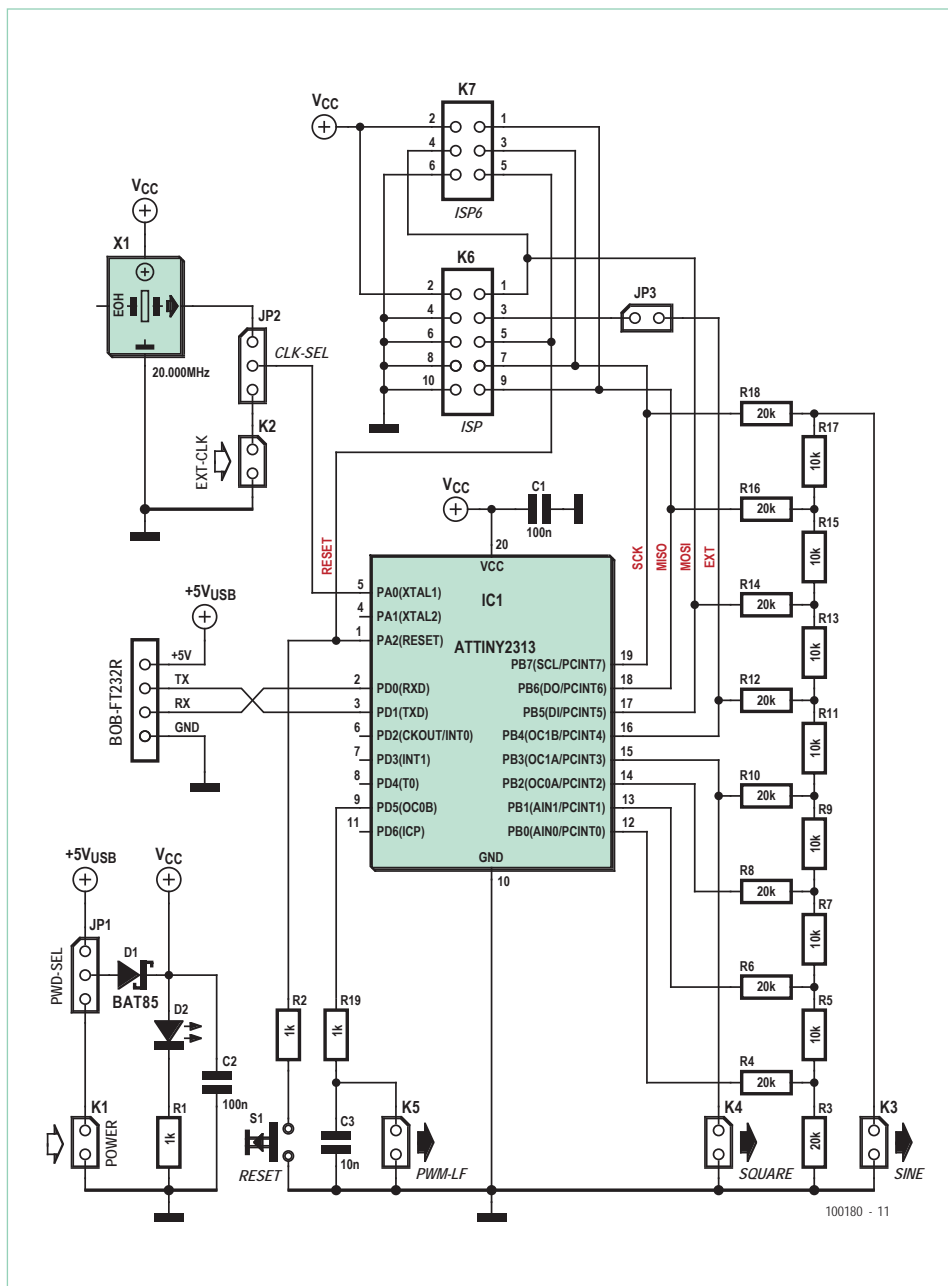 K7
VCC
2 1
4 3
6 5
ISP6
VCC
X1
EOH
20.000MHz
JP2
CLK-SEL
K2
EXT-CLK
K6
2 1
4 3
6 5
8 7
10 9
ISP
JP3
R18
20k
R17
10k
R16
20k
R15
10k
R14
20k
R13
10k
R12
20k
R11
10k
R10
20k
R9
10k
R8
20k
R7
10k
R6
20k
R5
10k
R4
20k
R3
20k
VCC
C1
100n
RESET
SCK
MISO
MOSI
EXT
20
VCC
IC1
ATTINY2313
5 PA0(XTAL1)
4 PA1(XTAL2)
1 PA2(RESET)
2 PD0(RXD)
3 PD1(TXD)
6 PD2(CKOUT/INT0)
7 PD3(INT1)
8 PD4(T0)
9 PD5(OC0B)
11 PD6(ICP)
PB7(SCL/PCINT7) 19
PB6(DO/PCINT6) 18
PB5(DI/PCINT5) 17
PB4(OC1B/PCINT4) 16
PB3(OC1A/PCINT3) 15
PB2(OC0A/PCINT2) 14
PB1(AIN1/PCINT1) 13
PB0(AIN0/PCINT0) 12
GND
10
+5VUSB
BOB-FT232R
+5V
TX
RX
GND
+5VUSB
VCC
JP1
PWD-SEL
D1
BAT85
D2
C2
100n
R1
1k
K1
POWER
R2
1k
S1
RESET
R19
1k
C3
10n
K5
PWM-LF
K4
SQUARE
K3
SINE
100180 - 11